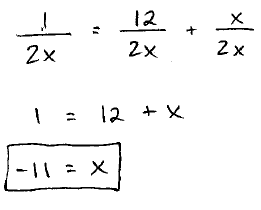 1/2x = 12/2x + x/2x
1 = 12 + x
-11 = x